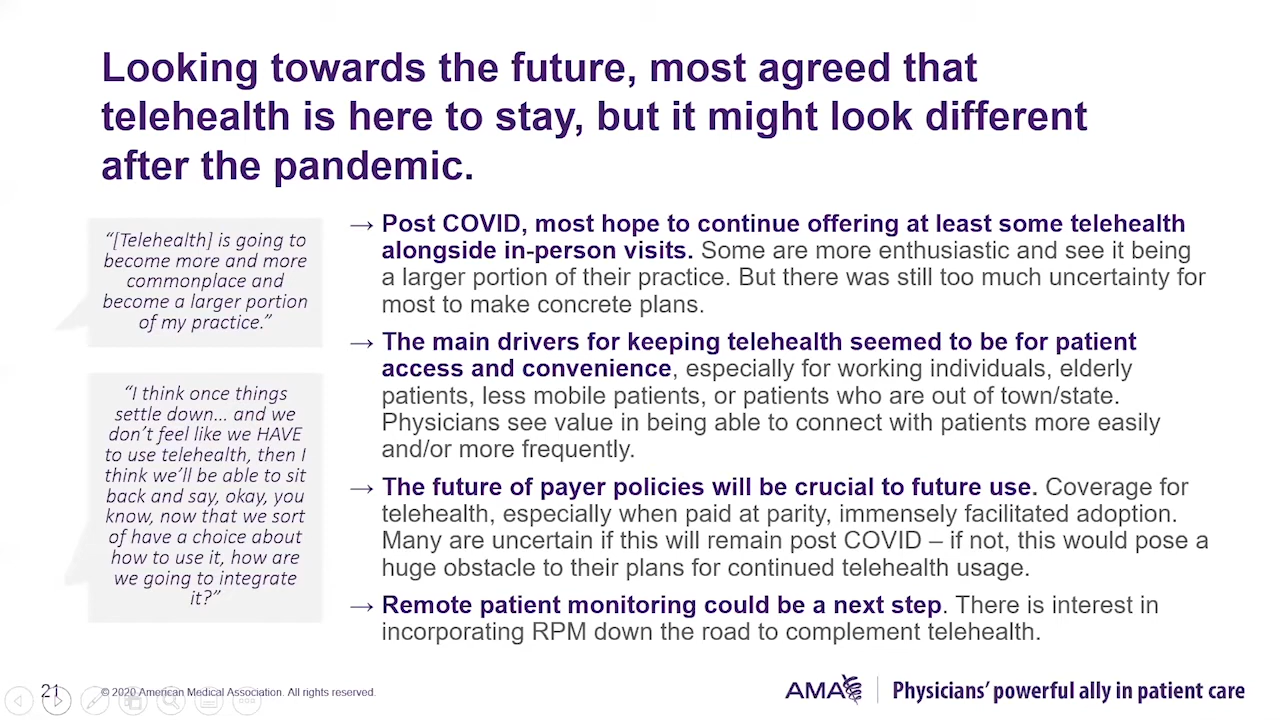 Looking towards the future, most agreed that
telehealth is here to stay, but it might look different
after the pandemic.
“[Telehealth] is going to
become more and more
commonplace and
become a larger portion
of my practice.”
“I think once things
settle down… and we
don’t feel like we HAVE
to use telehealth, then I
think we’ll be able to sit
back and say, okay, you
know, now that we sort
of have a choice about
how to use it, how are
we going to integrate
it?”
→ Post COVID, most hope to continue offering at least some telehealth
alongside in-person visits. Some are more enthusiastic and see it being
a larger portion of their practice. But there was still too much uncertainty for
most to make concrete plans.
→ The main drivers for keeping telehealth seemed to be for patient
access and convenience, especially for working individuals, elderly
patients, less mobile patients, or patients who are out of town/state.
Physicians see value in being able to connect with patients more easily
and/or more frequently.
→ The future of payer policies will be crucial to future use. Coverage for
telehealth, especially when paid at parity, immensely facilitated adoption.
Many are uncertain if this will remain post COVID – if not, this would pose a
huge obstacle to their plans for continued telehealth usage.
→ Remote patient monitoring could be a next step. There is interest in
incorporating RPM down the road to complement telehealth.
21
© 2020 American Medical Association. All rights reserved.
AMA
Physicians’ powerful ally in patient care